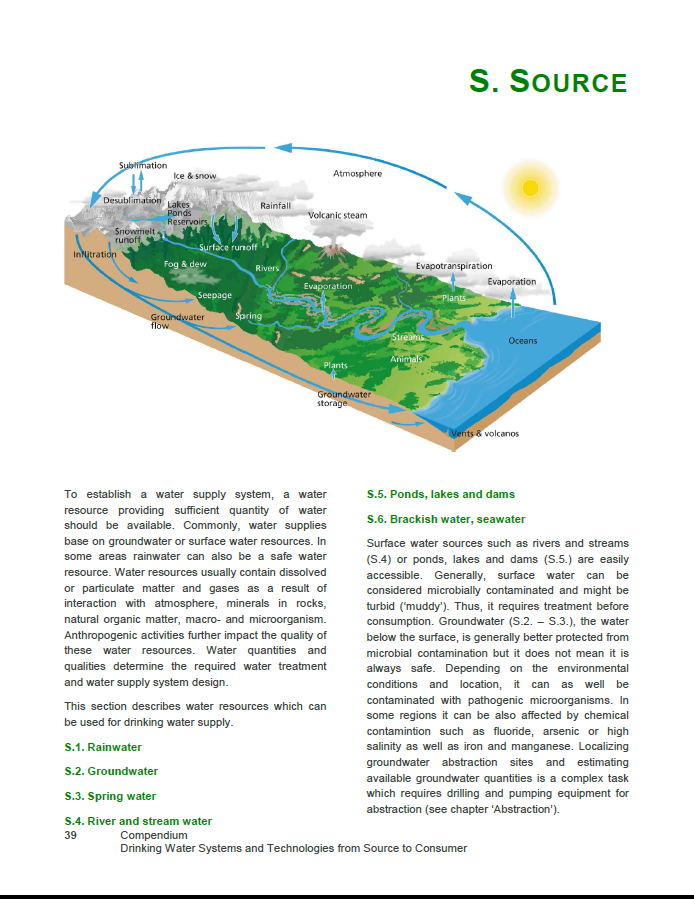 S. SOURCE
Sublimation
Ice & snow
Atmosphere
Desublimation
Lakes
Ponds
Reservoirs
Rainfall
Volcanic steam
Snowmelt
runoff
Surface runoff
Infiltration
Fog & dew
Rivers
Evapotranspiration
Evaporation
Evaporation
Seepage
Plants
Groundwater
flow
Spring
Streams
Oceans
Animals
Plants
Groundwater
storage
Vents & volcanos
To establish a water supply system, a water
resource providing sufficient quantity of water
should be available. Commonly, water supplies
base on groundwater or surface water resources. In
some areas rainwater can also be a safe water
resource. Water resources usually contain dissolved
or particulate matter and gases as a result of
interaction with atmosphere, minerals in rocks,
natural organic matter, macro- and microorganism.
Anthropogenic activities further impact the quality of
these water resources. Water quantities and
qualities determine the required water treatment
and water supply system design.
This section describes water resources which can
be used for drinking water supply.
S.1. Rainwater
S.2. Groundwater
S.3. Spring water
S.4. River and stream water
S.5. Ponds, lakes and dams
S.6. Brackish water, seawater
Surface water sources such as rivers and streams
(S.4) or ponds, lakes and dams (S.5.) are easily
accessible. Generally, surface water can be
considered microbially contaminated and might be
turbid (‘muddy’). Thus, it requires treatment before
consumption. Groundwater (S.2. – S.3.), the water
below the surface, is generally better protected from
microbial contamination but it does not mean it is
always safe. Depending on the environmental
conditions and location, it can as well be
contaminated with pathogenic microorganisms. In
some regions it can be also affected by chemical
contamintion such as fluoride, arsenic or high
salinity as well as iron and manganese. Localizing
groundwater abstraction sites and estimating
available groundwater quantities is a complex task
which requires drilling and pumping equipment for
abstraction (see chapter ‘Abstraction’).
39 Compendium
Drinking Water Systems and Technologies from Source to Consumer